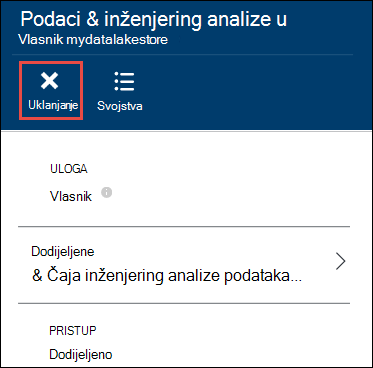 Podaci & inženjering analize u
Vlasnik mydatalakestore
Uklanjanje
Svojstva
ULOGA
Vlasnik
Dodijeljene
& Čaja inženjering analize podataka...
PRISTUP
Dodijeljeno